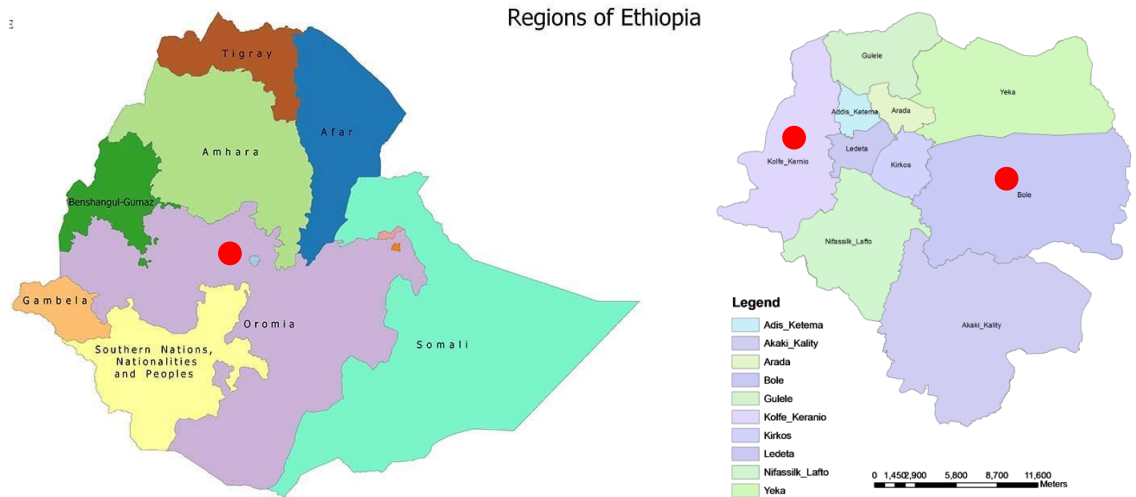 Regions of Ethiopia
Tigray
Afar
Amhara
Benshangul-Gumaz
Gambela
Oromia
Southern Nations,
Nationalities
and Peoples
Somali
Gulele
Yeka
Addis_Ketema
Arada
Kolfe_Kernio
Ledeta
Kirkos
Bole
Nifassilk_Lafto
Akaki_Kality
Legend
Adis_Ketema
Akaki_Kality
Arada
Bole
Gulele
Kolfe_Keranio
Kirkos
Ledeta
Nifassilk_Lafto
Yeka
0 1,450 2,900 5,800 8,700 11,600
Meters